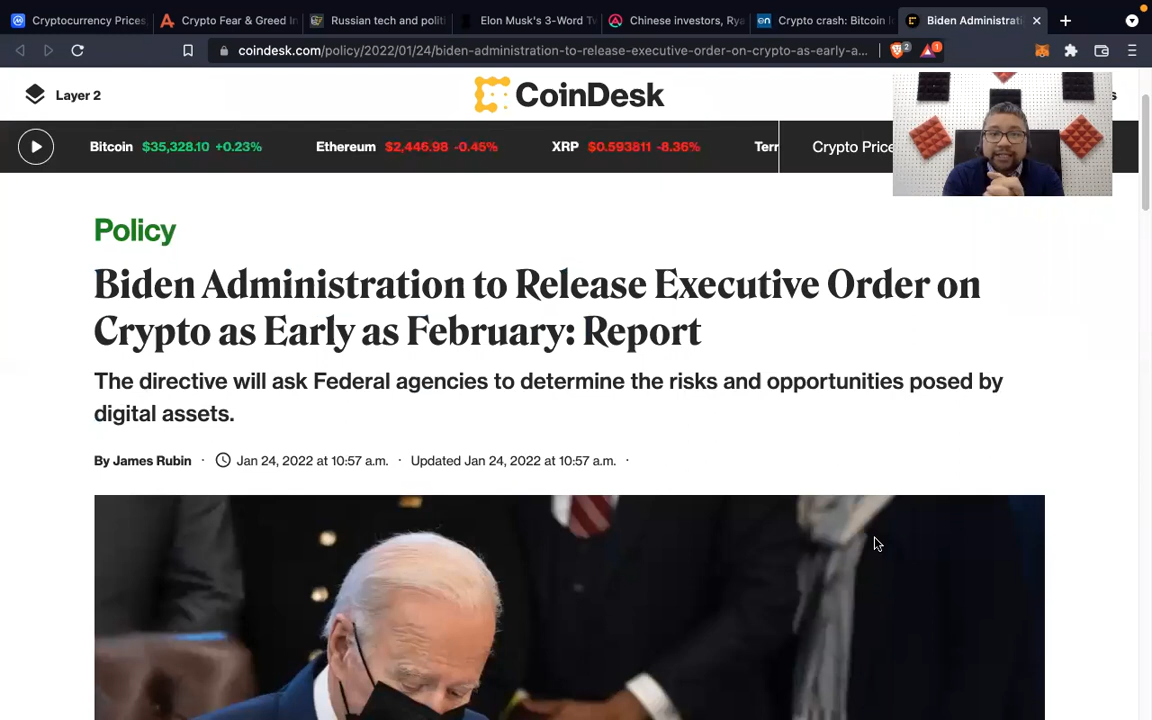 Cryptocurrency Prices,
Crypto Fear & Greed In
Russian tech and politi
Elon Musk's 3-Word Tw
Chinese investors, Rya
Crypto crash: Bitcoin lo
Biden Administrati
coindesk.com/policy/2022/01/24/biden-administration-to-release-executive-order-on-crypto-as-early-a...
2
1
Layer 2
CoinDesk
s
Bitcoin $35,328.10 +0.23% Ethereum $2,446.98 -0.45% XRP $0.593811 -8.36% Terr Crypto Price
Policy
Biden Administration to Release Executive Order on
Crypto as Early as February: Report
The directive will ask Federal agencies to determine the risks and opportunities posed by
digital assets.
By James Rubin · Jan 24, 2022 at 10:57 a.m. · Updated Jan 24, 2022 at 10:57 a.m. ·